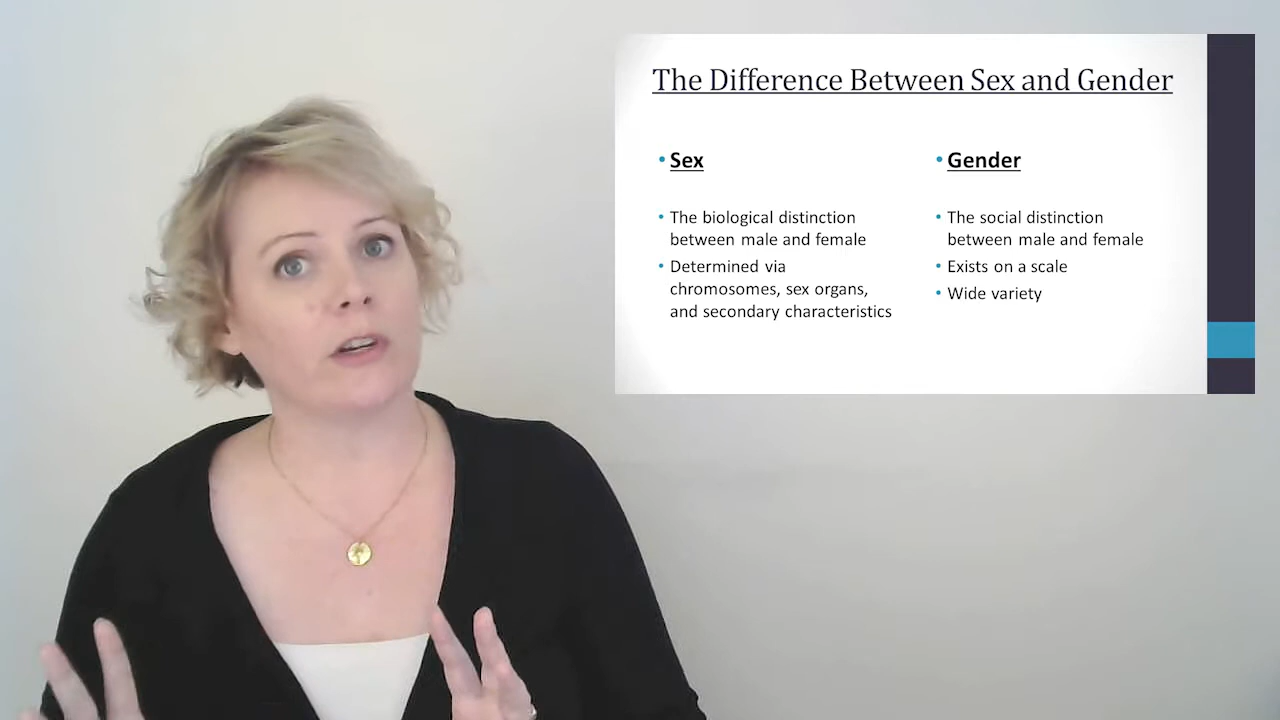 The Difference Between Sex and Gender
• Sex
• The biological distinction
between male and female
• Determined via
chromosomes, sex organs,
and secondary characteristics
• Gender
• The social distinction
between male and female
• Exists on a scale
• Wide variety